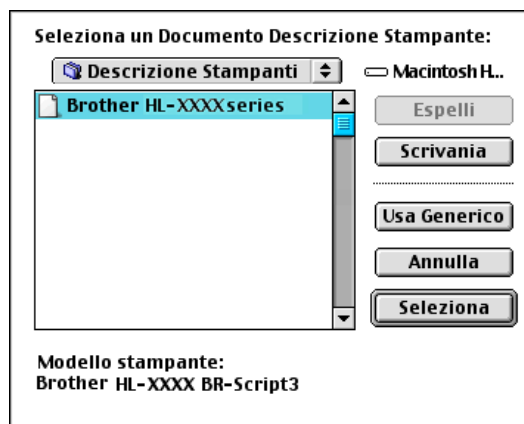 Seleziona un Documento Descrizione Stampante:
Descrizione Stampanti
Macintosh H...
Brother HL-XXXX series
Espelli
Scrivania
Usa Generico
Annulla
Seleziona
Modello stampante:
Brother HL-XXXX BR-Script3